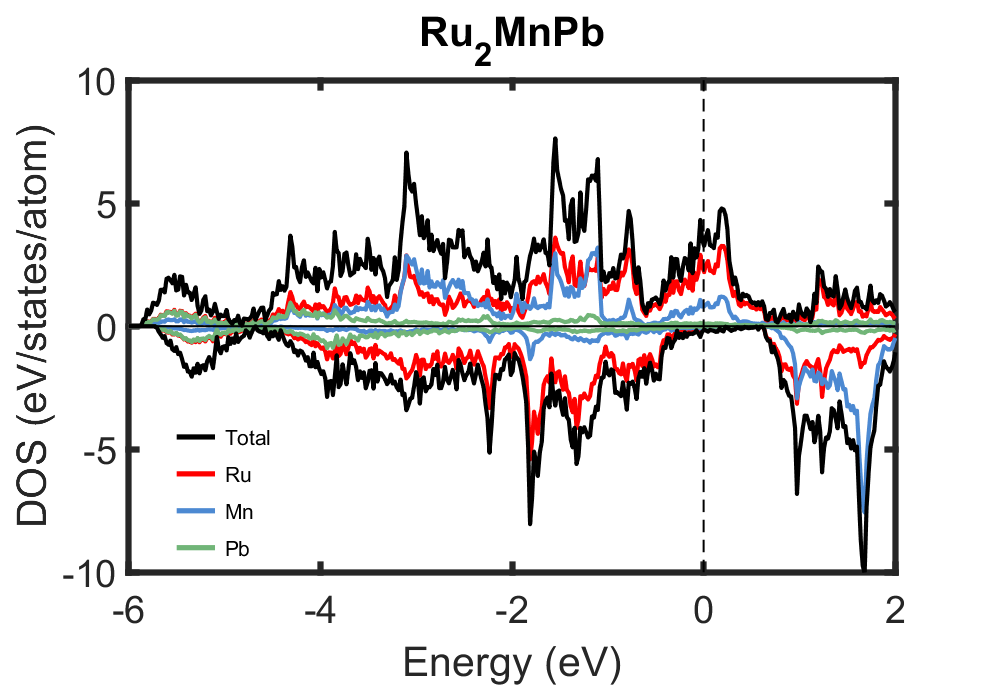 Ru₂MnPb
DOS (eV/states/atom)
10
5
0
-5
-10
Total
Ru
Mn
Pb
-6 -4 -2 0 2
Energy (eV)